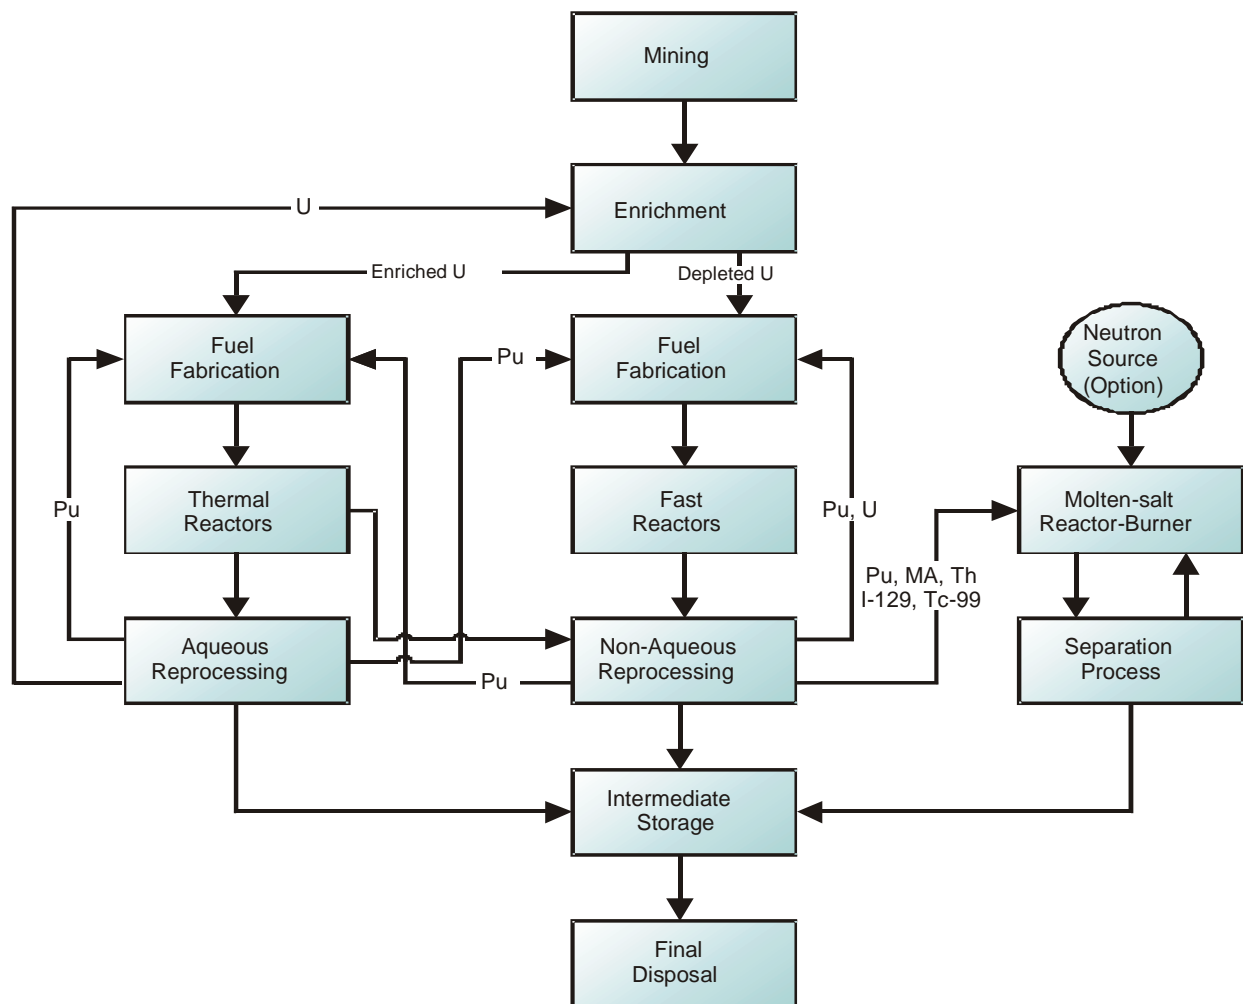 Mining
U
Enrichment
Enriched U
Depleted U
Fuel
Fabrication
Pu
Fuel
Fabrication
Neutron
Source
(Option)
Pu
Thermal
Reactors
Fast
Reactors
Pu, U
Molten-salt
Reactor-Burner
Pu, MA, Th
I-129, Tc-99
Aqueous
Reprocessing
Pu
Non-Aqueous
Reprocessing
Separation
Process
Intermediate
Storage
Final
Disposal